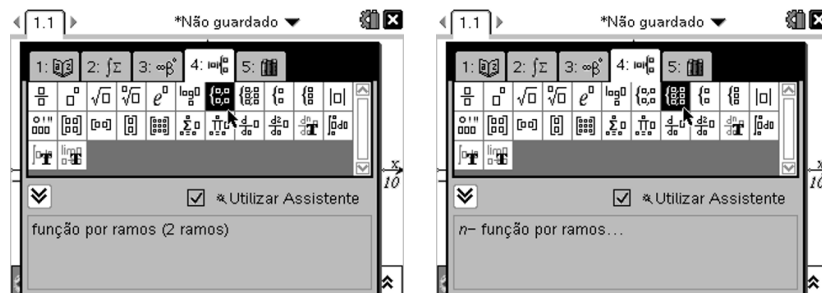 1.1
*Não guardado
1:
2: ∫Σ
3: ∞β°
4:
5:
Utilizar Assistente
função por ramos (2 ramos)
x
10
1.1
*Não guardado
1:
2: ∫Σ
3: ∞β°
4:
5:
Utilizar Assistente
n– função por ramos...
x
10